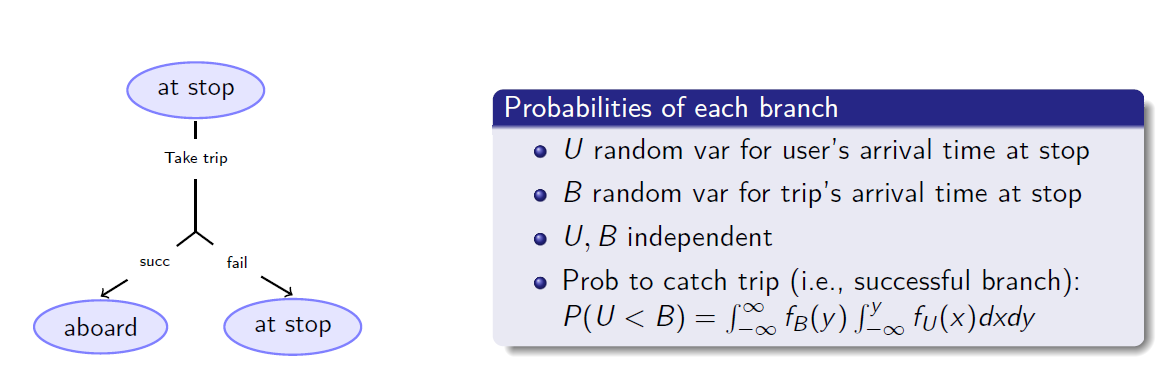 at stop
Take trip
succ
fail
aboard
at stop
Probabilities of each branch
U random var for user's arrival time at stop
B random var for trip's arrival time at stop
U, B independent
Prob to catch trip (i.e., successful branch):
P(U < B) = ∫_{-∞}^{∞} f_B(y) ∫_{-∞}^{y} f_U(x)dxdy